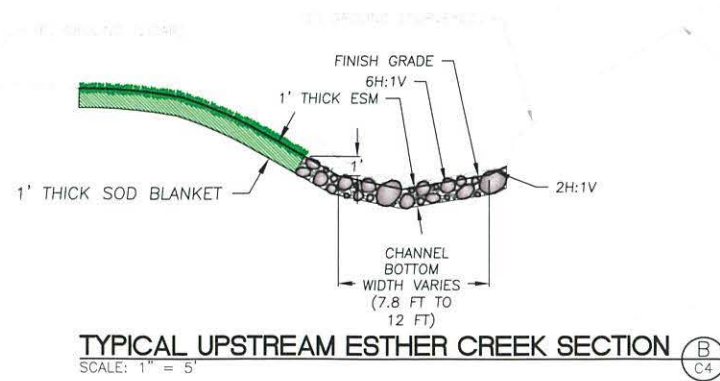 FINISH GRADE
6H:1V
1' THICK ESM
1'
1' THICK SOD BLANKET
2H:1V
CHANNEL
BOTTOM
WIDTH VARIES
(7.8 FT TO
12 FT)
TYPICAL UPSTREAM ESTHER CREEK SECTION
B
C4
SCALE: 1" = 5'